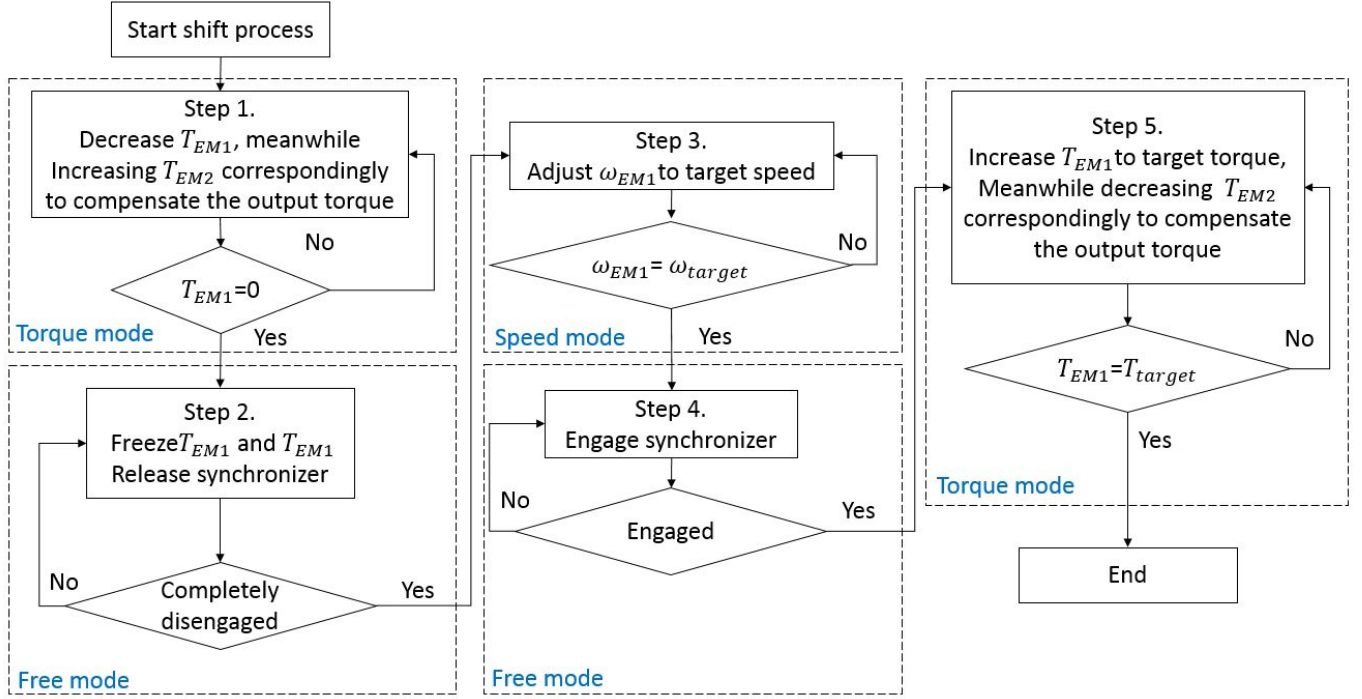 Start shift process
Step 1.
Decrease T_EM1, meanwhile
Increasing T_EM2 correspondingly
to compensate the output torque
No
T_EM1=0
Torque mode
Yes
Step 2.
FreezeT_EM1 and T_EM1
Release synchronizer
No
Completely
disengaged
Yes
Free mode
Step 3.
Adjust ω_EM1 to target speed
No
ω_EM1= ω_target
Speed mode
Yes
Step 4.
Engage synchronizer
No
Engaged
Yes
Free mode
Step 5.
Increase T_EM1 to target torque,
Meanwhile decreasing T_EM2
correspondingly to compensate
the output torque
No
T_EM1=T_target
Yes
Torque mode
End